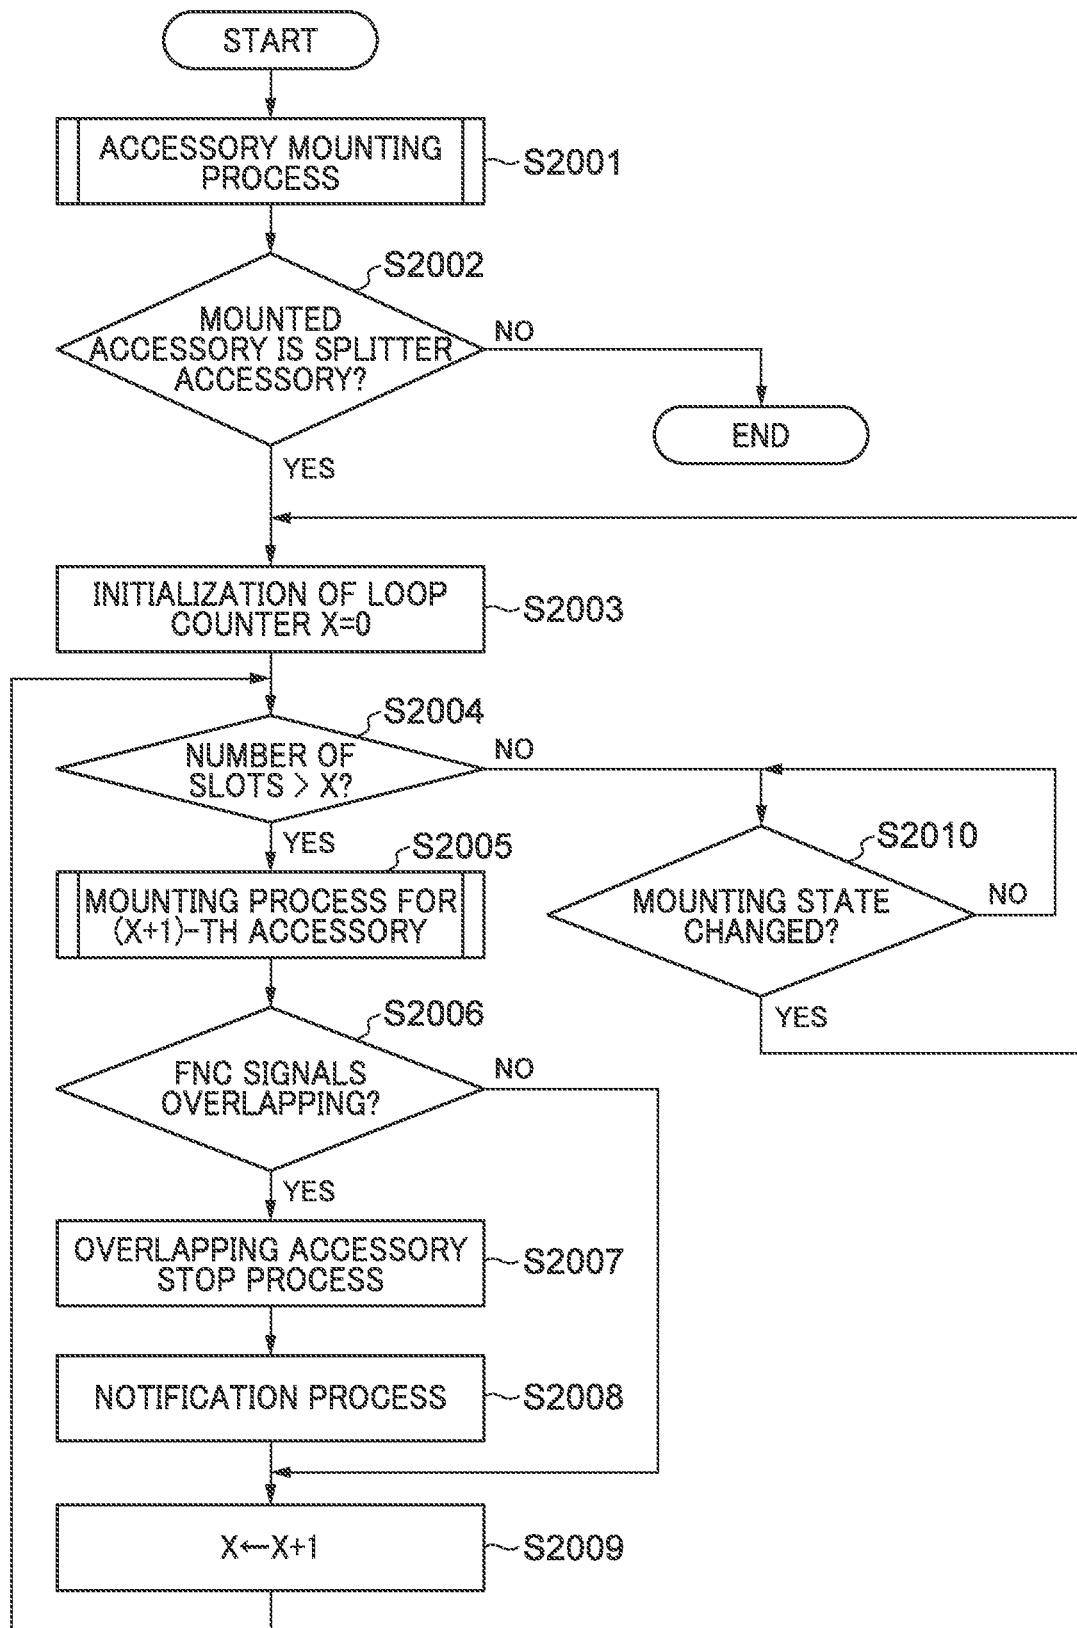 START
ACCESSORY MOUNTING
PROCESS
S2001
S2002
MOUNTED
ACCESSORY IS SPLITTER
ACCESSORY?
NO
END
YES
INITIALIZATION OF LOOP
COUNTER X=0
S2003
S2004
NUMBER OF
SLOTS > X?
NO
YES
S2005
MOUNTING PROCESS FOR
(X+1)-TH ACCESSORY
S2010
MOUNTING STATE
CHANGED?
NO
YES
S2006
FNC SIGNALS
OVERLAPPING?
NO
YES
OVERLAPPING ACCESSORY
STOP PROCESS
S2007
NOTIFICATION PROCESS
S2008
X←X+1
S2009